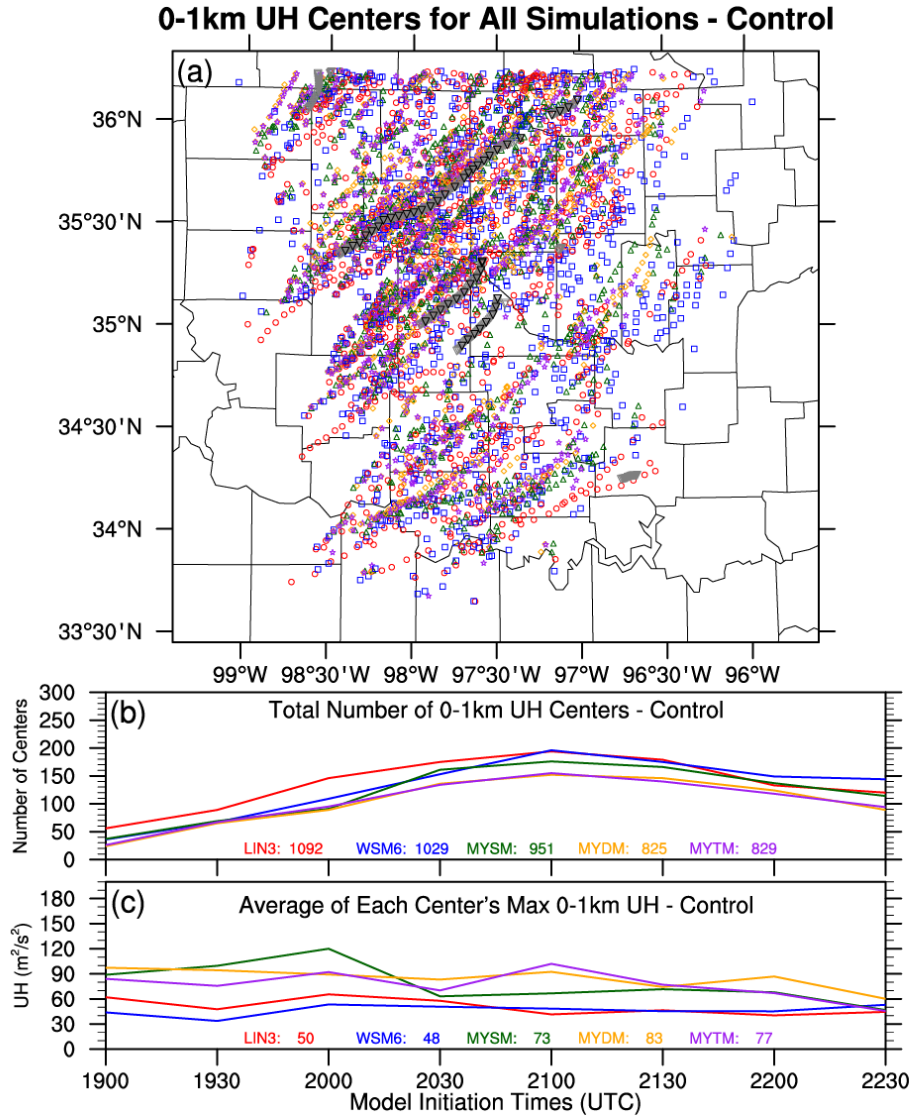 0-1km UH Centers for All Simulations - Control
(a)
36°N
35°30'N
35°N
34°30'N
34°N
33°30'N
99°W 98°30'W 98°W 97°30'W 97°W 96°30'W 96°W
(b)
Total Number of 0-1km UH Centers - Control
Number of Centers
300
250
200
150
100
50
0
LIN3: 1092 WSM6: 1029 MYSM: 951 MYDM: 825 MYTM: 829
(c)
Average of Each Center's Max 0-1km UH - Control
UH (m²/s²)
180
150
120
90
60
30
0
LIN3: 50 WSM6: 48 MYSM: 73 MYDM: 83 MYTM: 77
1900 1930 2000 2030 2100 2130 2200 2230
Model Initiation Times (UTC)